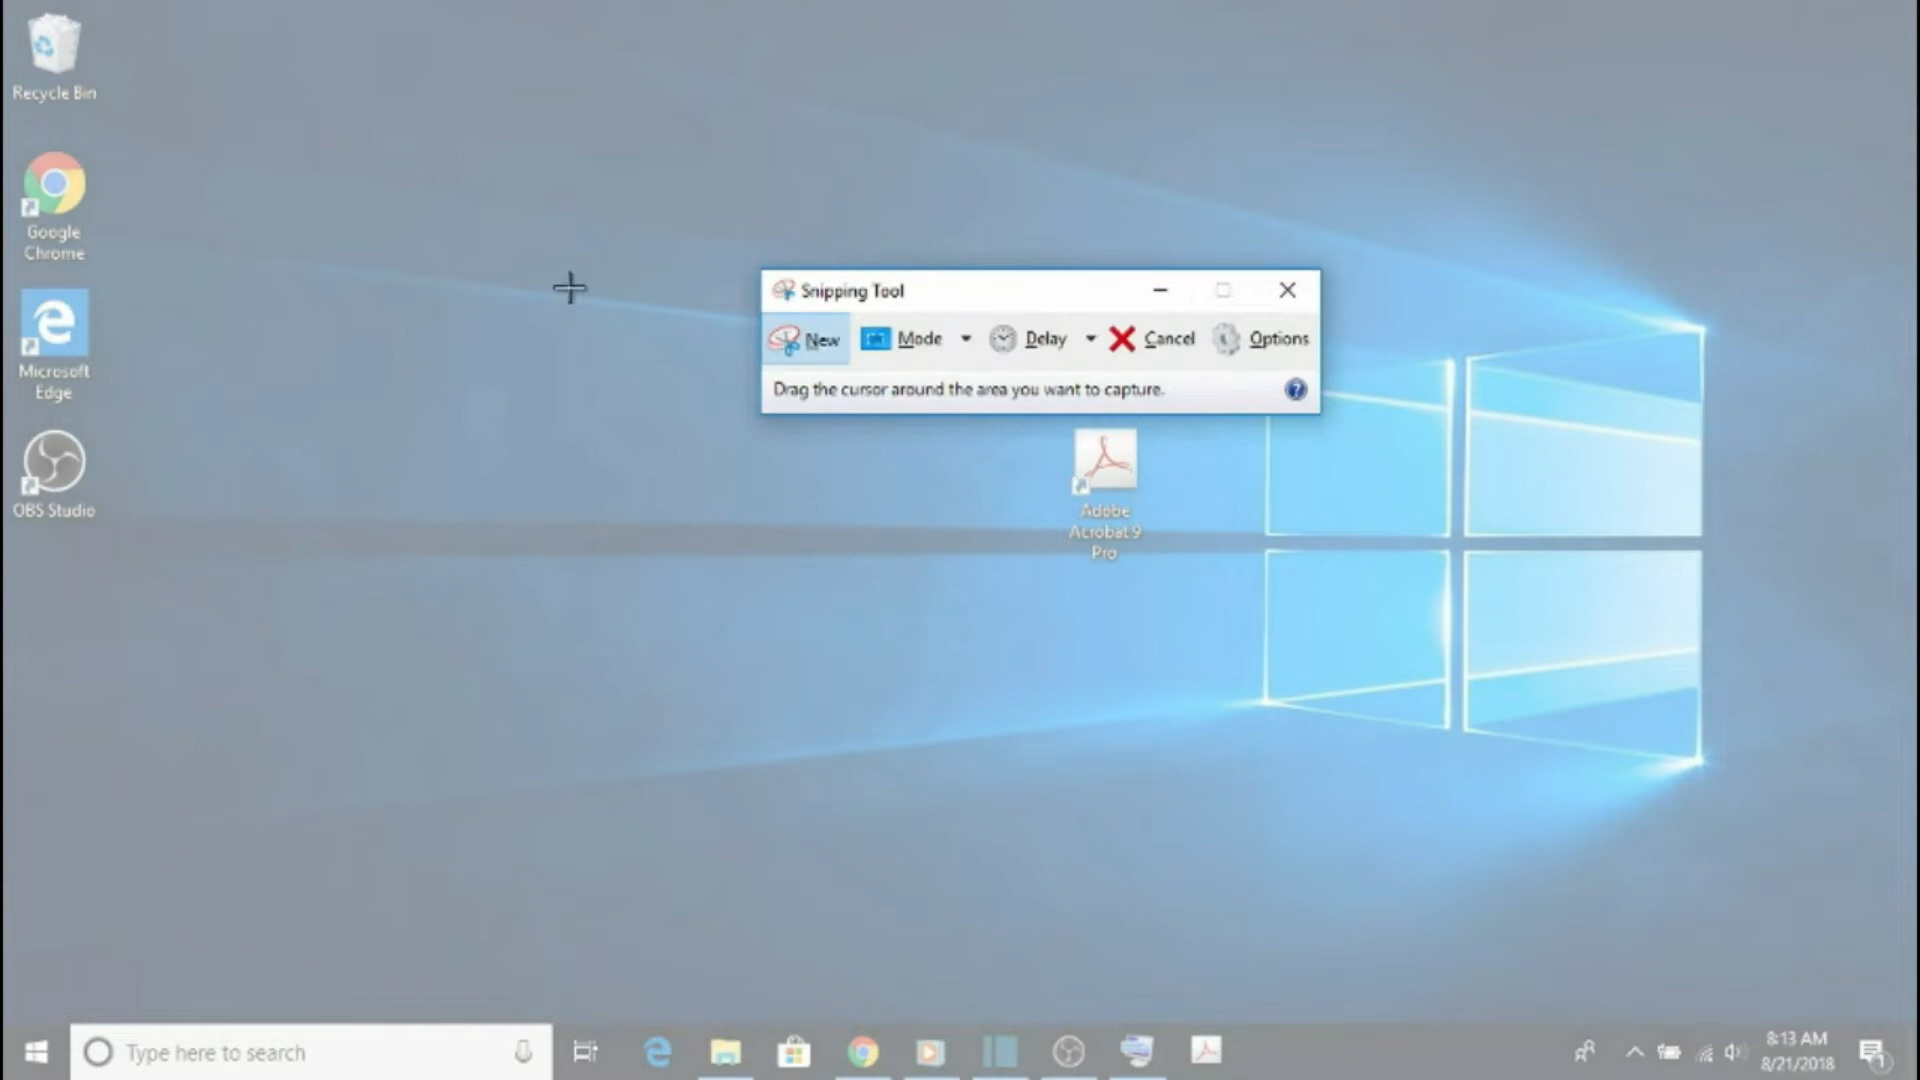 Recycle Bin
Google
Chrome
Microsoft
Edge
OBS Studio
Snipping Tool
New Mode Delay Cancel Options
Drag the cursor around the area you want to capture.
?
Adobe
Acrobat 9
Pro
Type here to search
8:13 AM
8/21/2018
1